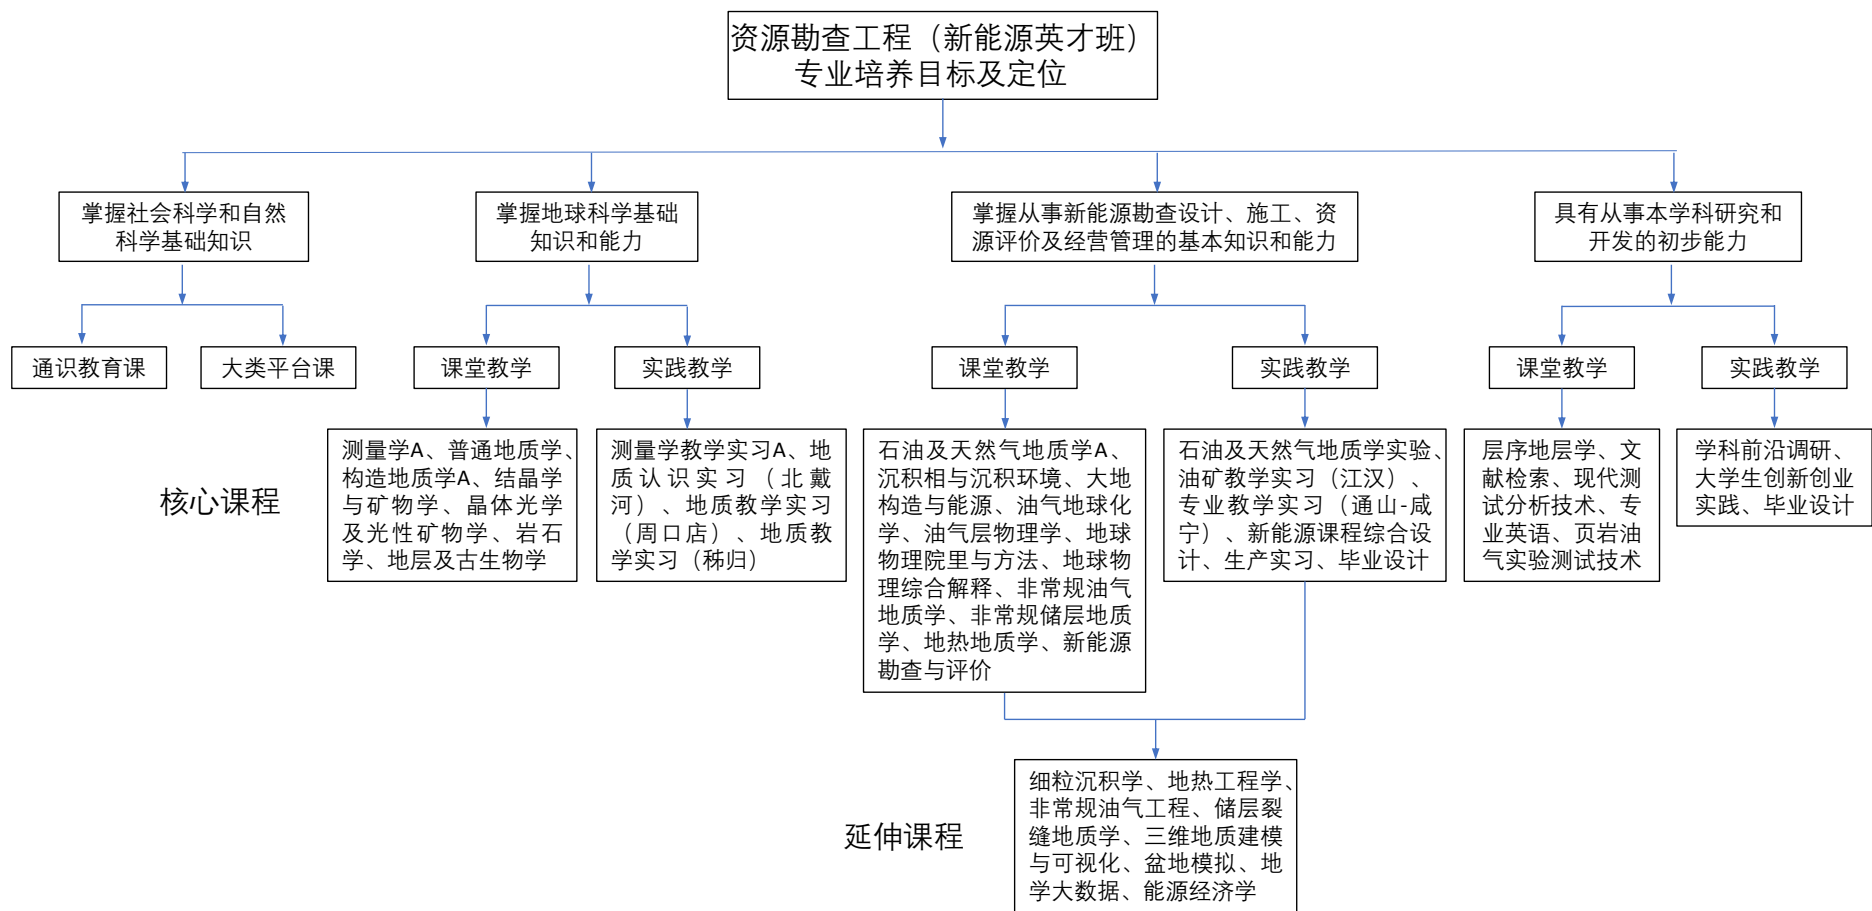 资源勘查工程（新能源英才班）
专业培养目标及定位
掌握社会科学和自然
科学基础知识
掌握地球科学基础
知识和能力
掌握从事新能源勘查设计、施工、资
源评价及经营管理的基本知识和能力
具有从事本学科研究和
开发的初步能力
通识教育课
大类平台课
课堂教学
实践教学
课堂教学
实践教学
课堂教学
实践教学
核心课程
测量学A、普通地质学、
构造地质学A、结晶学
与矿物学、晶体光学
及光性矿物学、岩石
学、地层及古生物学
测量学教学实习A、地
质认识实习（北戴
河）、地质教学实习
（周口店）、地质教
学实习（秭归）
石油及天然气地质学A、
沉积相与沉积环境、大地
构造与能源、油气地球化
学、油气层物理学、地球
物理院里与方法、地球物
理综合解释、非常规油气
地质学、非常规储层地质
学、地热地质学、新能源
勘查与评价
石油及天然气地质学实验、
油矿教学实习（江汉）、
专业教学实习（通山-咸
宁）、新能源课程综合设
计、生产实习、毕业设计
层序地层学、文
献检索、现代测
试分析技术、专
业英语、页岩油
气实验测试技术
学科前沿调研、
大学生创新创业
实践、毕业设计
延伸课程
细粒沉积学、地热工程学、
非常规油气工程、储层裂
缝地质学、三维地质建模
与可视化、盆地模拟、地
学大数据、能源经济学